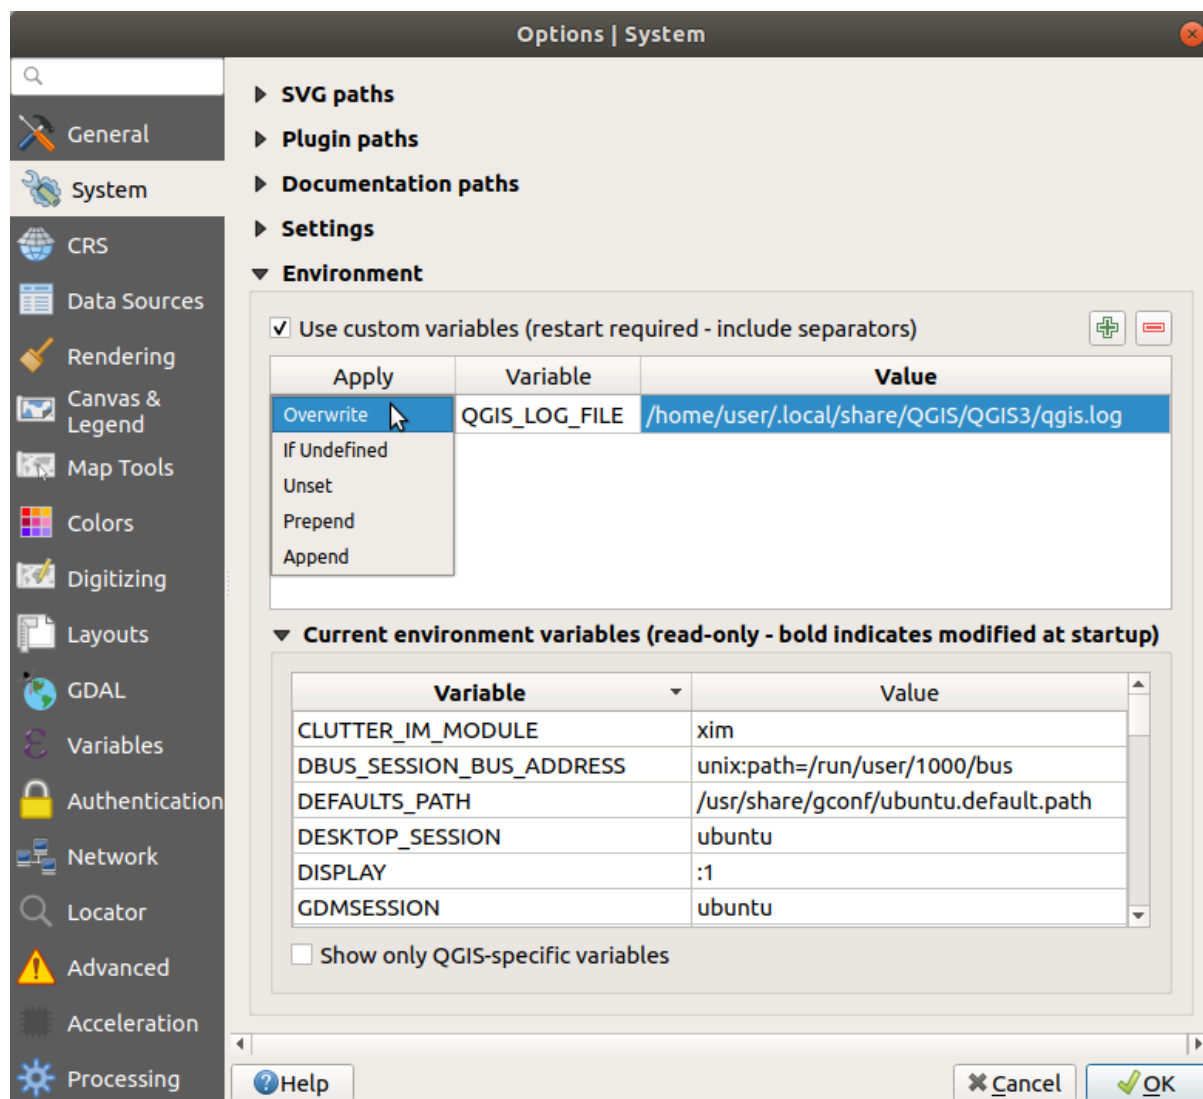 Options | System
General
System
CRS
Data Sources
Rendering
Canvas &
Legend
Map Tools
Colors
Digitizing
Layouts
GDAL
Variables
Authentication
Network
Locator
Advanced
Acceleration
Processing
SVG paths
Plugin paths
Documentation paths
Settings
Environment
Use custom variables (restart required - include separators)
Apply Variable Value
Overwrite QGIS_LOG_FILE /home/user/.local/share/QGIS/QGIS3/qgis.log
If Undefined
Unset
Prepend
Append
Current environment variables (read-only - bold indicates modified at startup)
Variable Value
CLUTTER_IM_MODULE xim
DBUS_SESSION_BUS_ADDRESS unix:path=/run/user/1000/bus
DEFAULTS_PATH /usr/share/gconf/ubuntu.default.path
DESKTOP_SESSION ubuntu
DISPLAY :1
GDMSESSION ubuntu
Show only QGIS-specific variables
Help Cancel OK